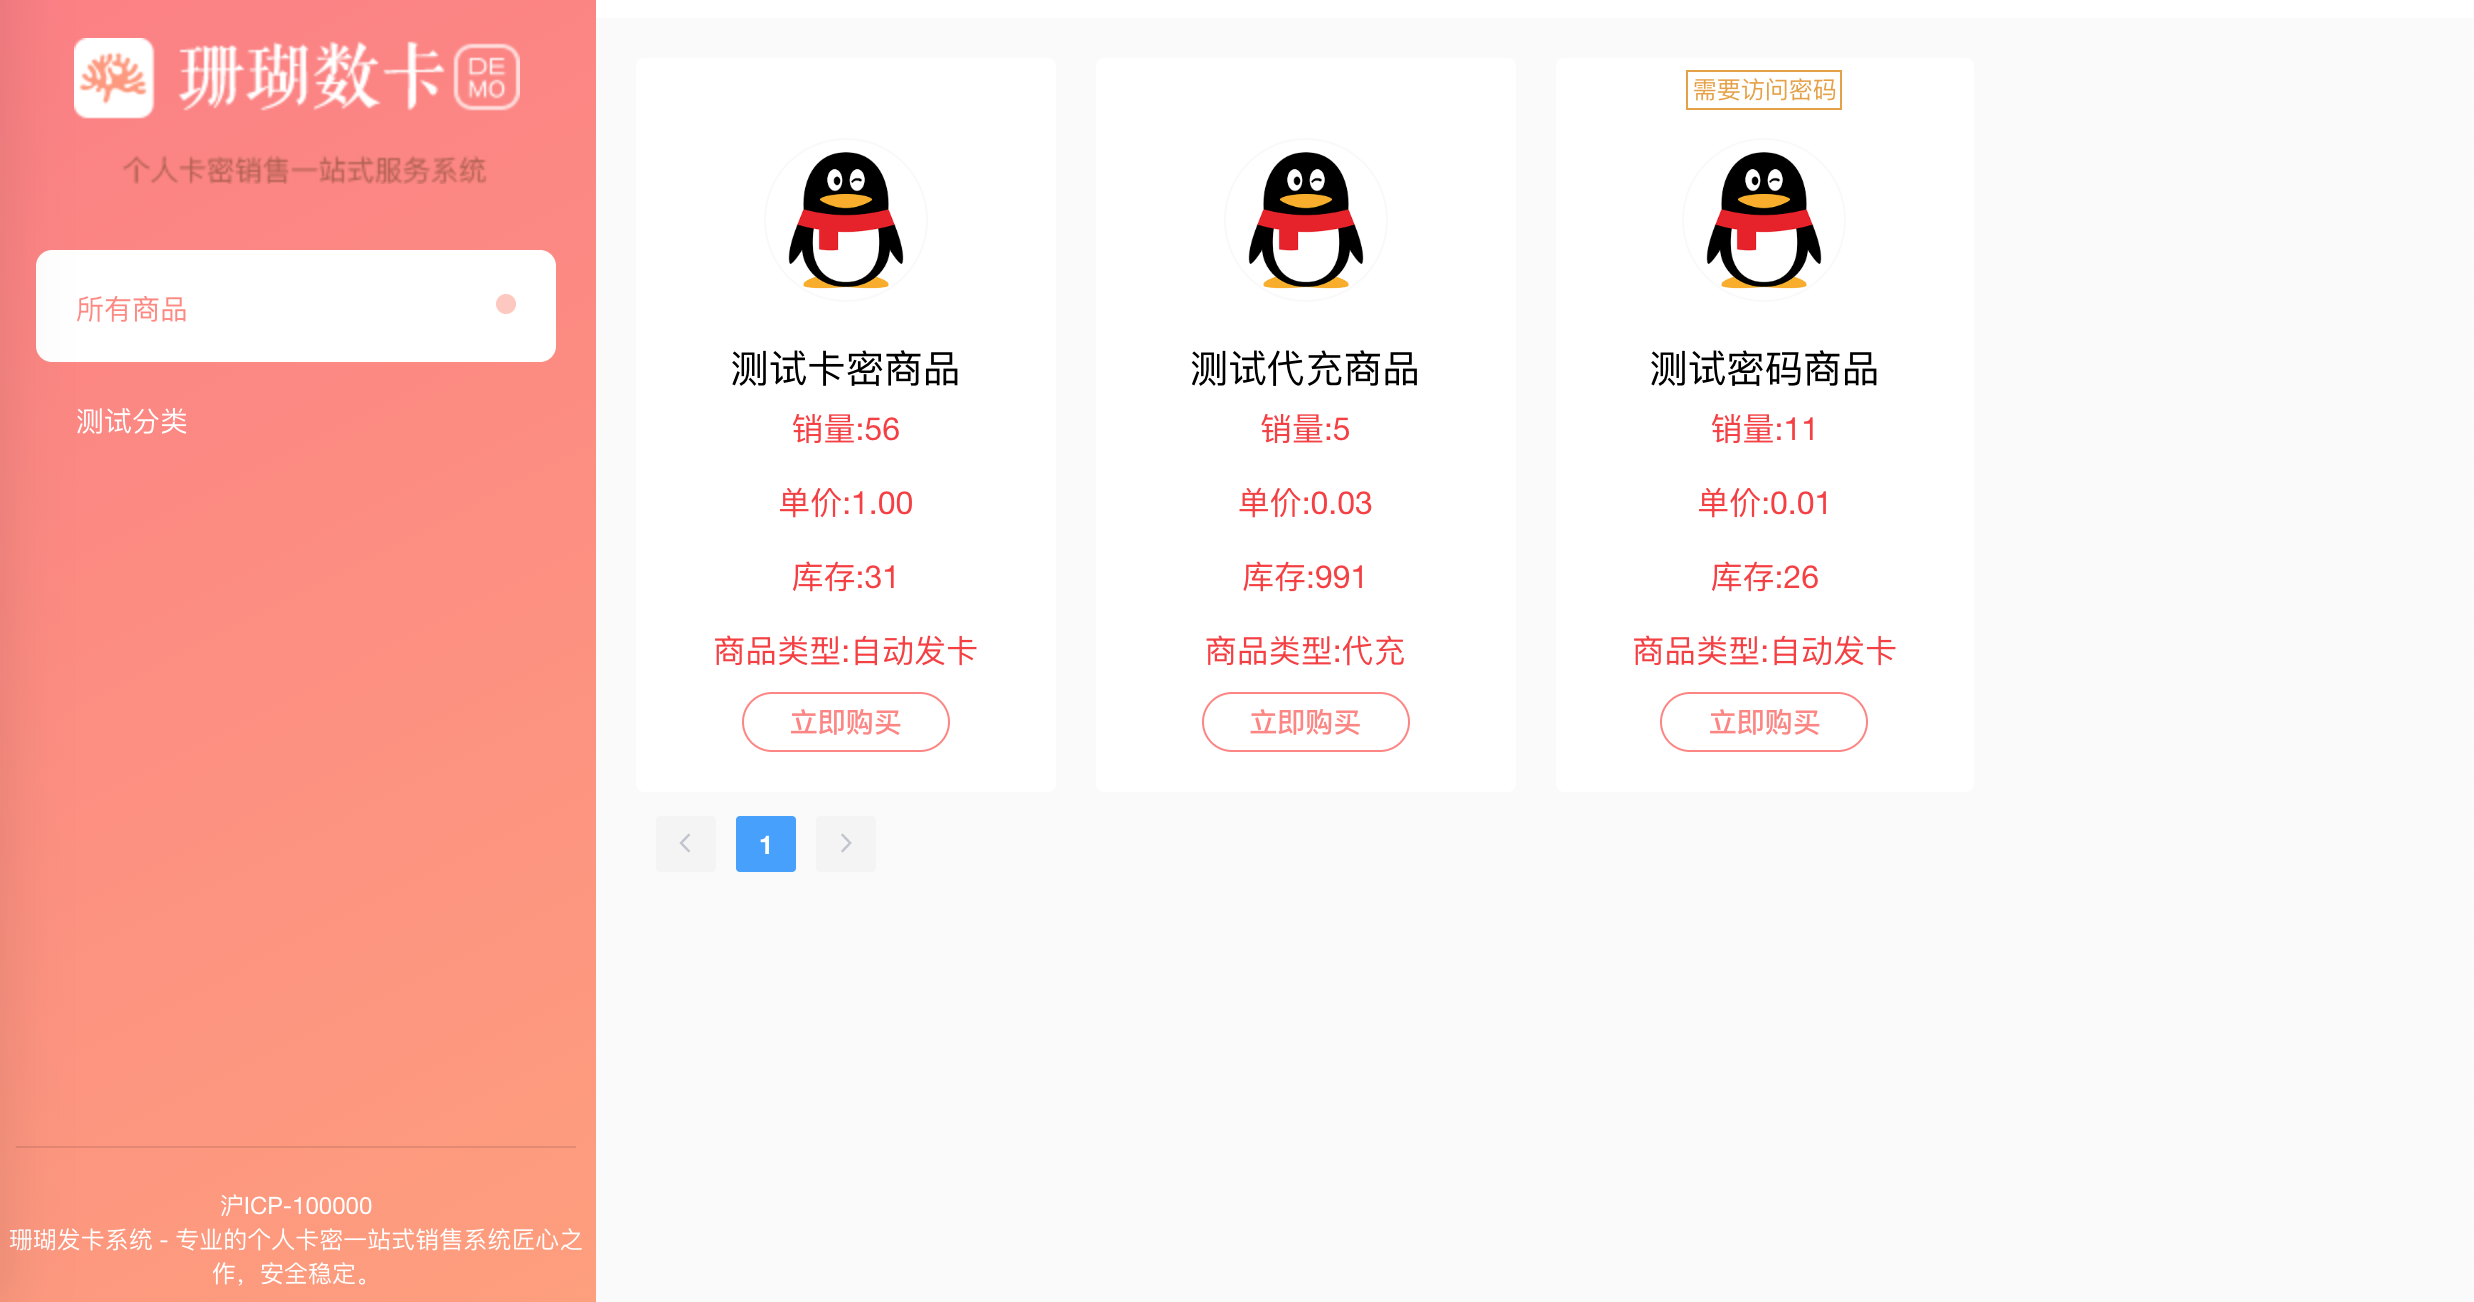 珊瑚数卡
DE
MO
个人卡密销售一站式服务系统
所有商品
测试分类
沪ICP-100000
珊瑚发卡系统 - 专业的个人卡密一站式销售系统匠心之
作，安全稳定。
测试卡密商品
销量:56
单价:1.00
库存:31
商品类型:自动发卡
立即购买
测试代充商品
销量:5
单价:0.03
库存:991
商品类型:代充
立即购买
需要访问密码
测试密码商品
销量:11
单价:0.01
库存:26
商品类型:自动发卡
立即购买
1